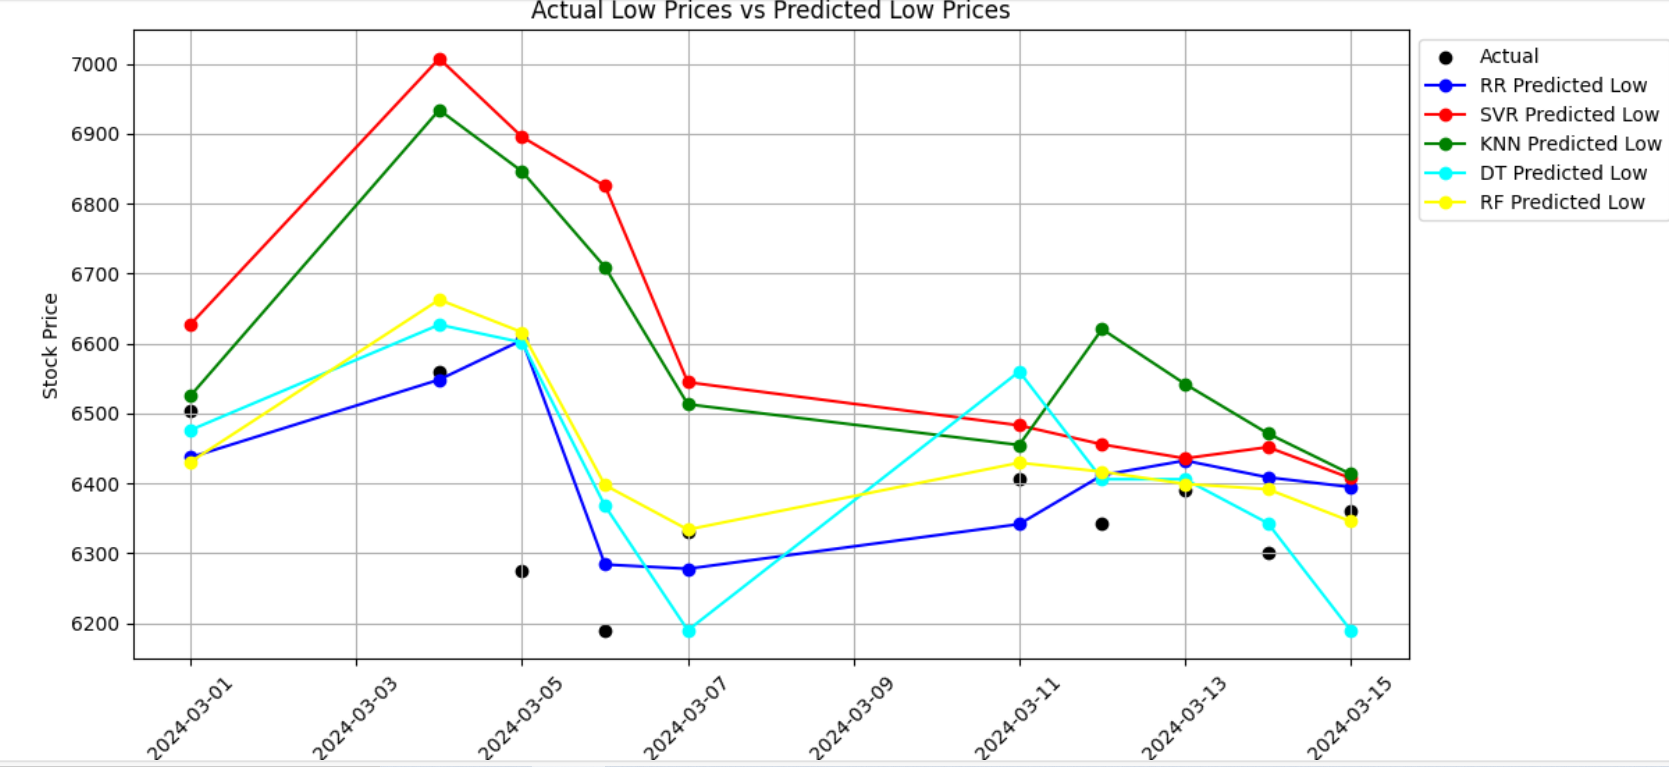 Actual Low Prices vs Predicted Low Prices
Stock Price
7000
6900
6800
6700
6600
6500
6400
6300
6200
2024-03-01
2024-03-03
2024-03-05
2024-03-07
2024-03-09
2024-03-11
2024-03-13
2024-03-15
Actual
RR Predicted Low
SVR Predicted Low
KNN Predicted Low
DT Predicted Low
RF Predicted Low